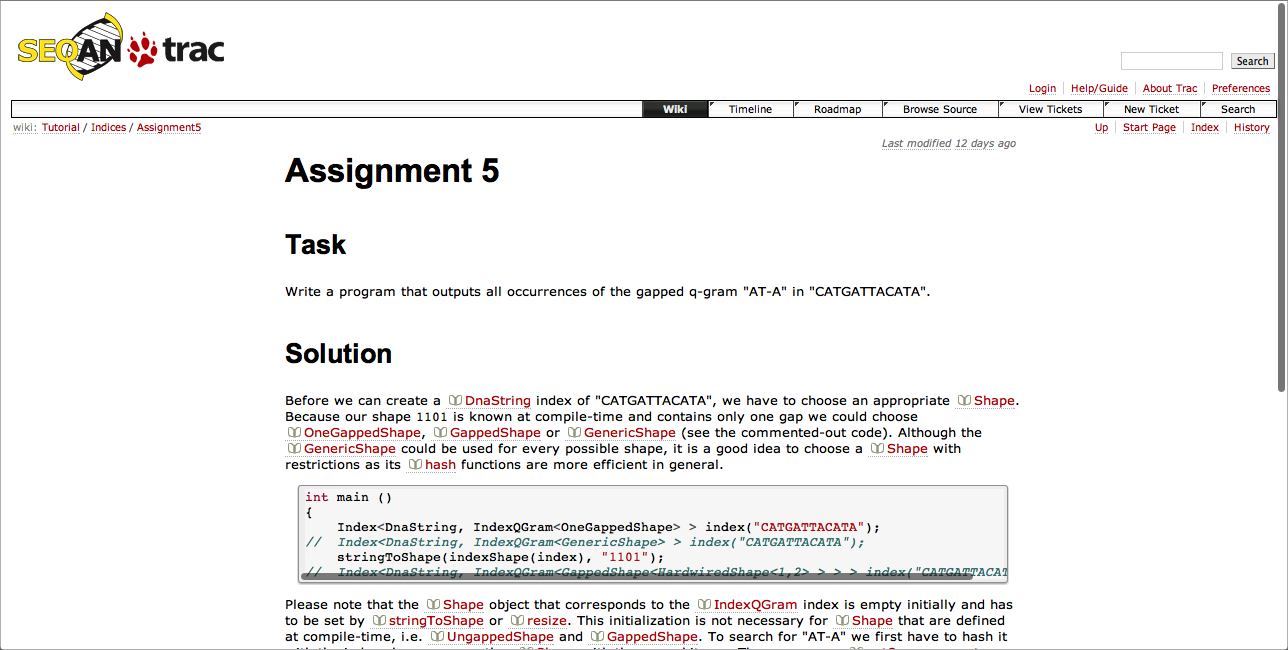 SEQAN trac
Search
Login Help/Guide About Trac Preferences
Wiki Timeline Roadmap Browse Source View Tickets New Ticket Search
wiki: Tutorial / Indices / Assignment5
Up Start Page Index History
Last modified 12 days ago
Assignment 5
Task
Write a program that outputs all occurrences of the gapped q-gram "AT-A" in "CATGATTACATA".
Solution
Before we can create a DnaString index of "CATGATTACATA", we have to choose an appropriate Shape.
Because our shape 1101 is known at compile-time and contains only one gap we could choose
OneGappedShape, GappedShape or GenericShape (see the commented-out code). Although the
GenericShape could be used for every possible shape, it is a good idea to choose a Shape with
restrictions as its hash functions are more efficient in general.
int main ()
{
Index<DnaString, IndexQGram<OneGappedShape> > index("CATGATTACATA");
// Index<DnaString, IndexQGram<GenericShape> > index("CATGATTACATA");
stringToShape(indexShape(index), "1101");
// Index<DnaString, IndexQGram<GappedShape<HardwiredShape<1,2> > > > index("CATGATTACAT
Please note that the Shape object that corresponds to the IndexQGram index is empty initially and has
to be set by stringToShape or resize. This initialization is not necessary for Shape that are defined
at compile-time, i.e. UngappedShape and GappedShape. To search for "AT-A" we first have to hash it